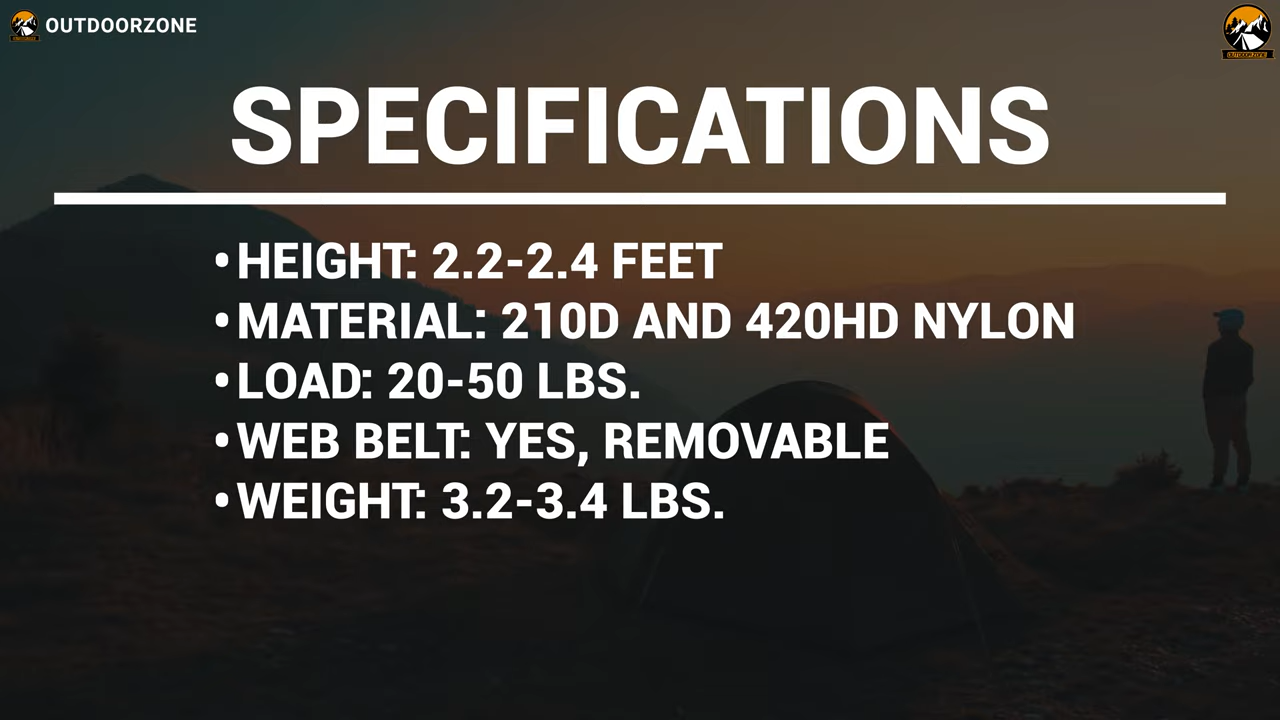 OUTDOORZONE
OUTDOORZONE
SPECIFICATIONS
•HEIGHT: 2.2-2.4 FEET
•MATERIAL: 210D AND 420HD NYLON
•LOAD: 20-50 LBS.
•WEB BELT: YES, REMOVABLE
•WEIGHT: 3.2-3.4 LBS.